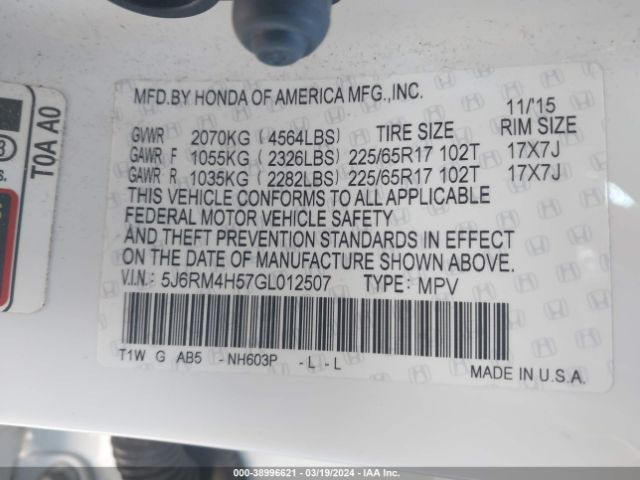 MFD.BY HONDA OF AMERICA MFG.,INC.
11/'15
GVWR 2070KG (4564LBS) TIRE SIZE RIM SIZE
GAWR F 1055KG (2326LBS) 225/65R17 102T 17X7J
GAWR R 1035KG (2282LBS) 225/65R17 102T 17X7J
THIS VEHICLE CONFORMS TO ALL APPLICABLE
FEDERAL MOTOR VEHICLE SAFETY
AND THEFT PREVENTION STANDARDS IN EFFECT
ON THE DATE OF MANUFACTURE SHOWN ABOVE.
V.I.N.: 5J6RM4H57GL012507 TYPE: MPV
T1W G AB5 -NH603P -L -L
MADE IN U.S.A.
T0A A0
000-38996621 - 03/19/2024 - IAAI.COM